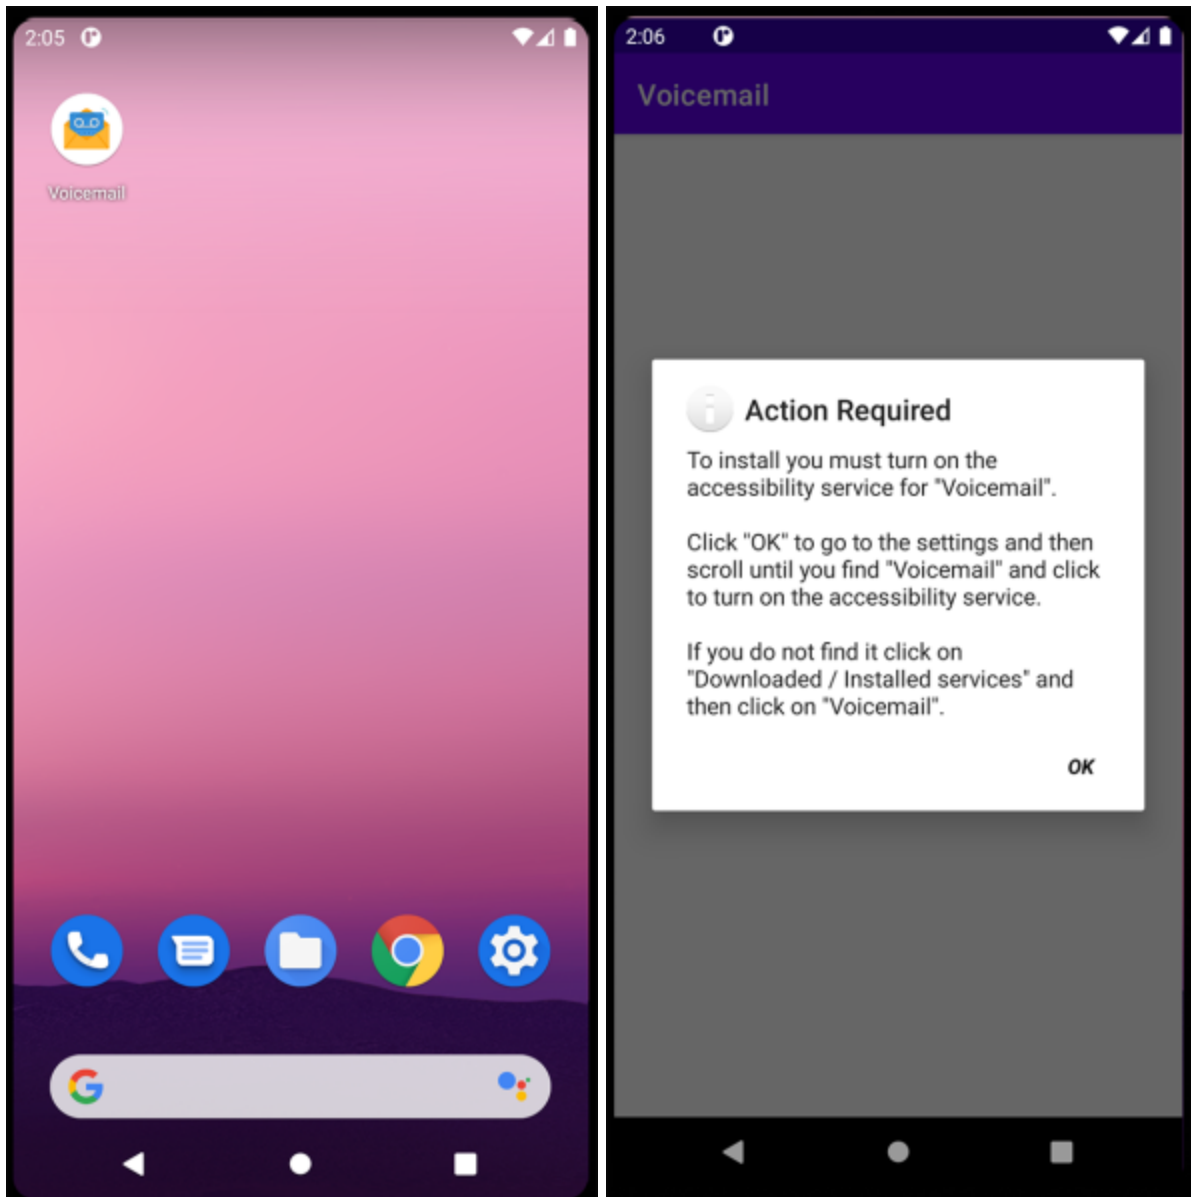 2:05
Voicemail
2:06
Voicemail
Action Required
To install you must turn on the
accessibility service for "Voicemail".
Click "OK" to go to the settings and then
scroll until you find "Voicemail" and click
to turn on the accessibility service.
If you do not find it click on
"Downloaded / Installed services" and
then click on "Voicemail".
OK